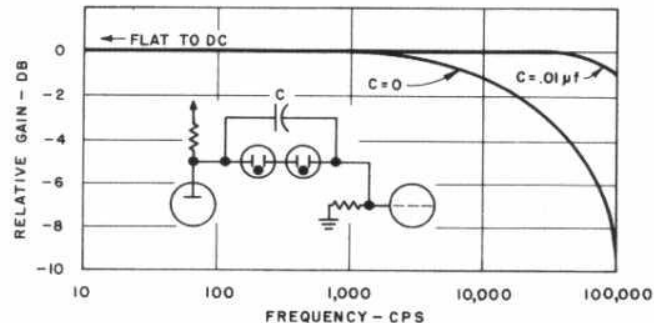 RELATIVE GAIN – DB
0
-2
-4
-6
-8
-10
FLAT TO DC
C
C = 0
C = .01 µf
10
100
1,000
10,000
100,000
FREQUENCY – CPS